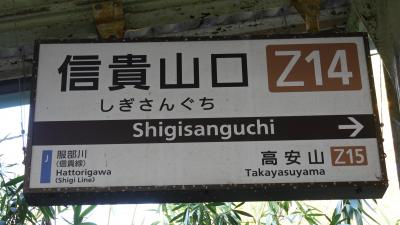 信貴山口 Z14
しぎさんぐち
Shigisanguchi →
J 服部川
(信貴線)
Hattorigawa
(Shigi Line)
高安山 Z15
Takayasuyama